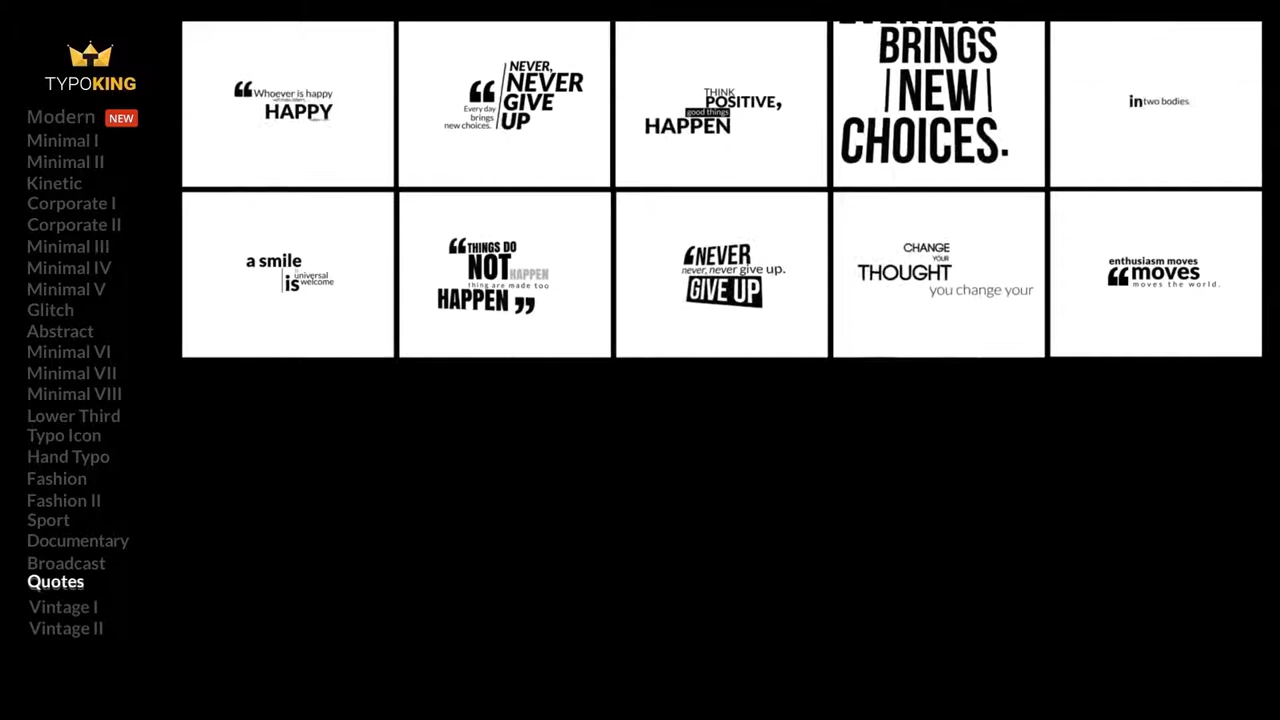 TYPOKING
Modern NEW
Minimal I
Minimal II
Kinetic
Corporate I
Corporate II
Minimal III
Minimal IV
Minimal V
Glitch
Abstract
Minimal VI
Minimal VII
Minimal VIII
Lower Third
Typo Icon
Hand Typo
Fashion
Fashion II
Sport
Documentary
Broadcast
Quotes
Vintage I
Vintage II
“Whoever is happy
HAPPY
“
Every day
brings
new choices.
NEVER,
NEVER
GIVE
UP
THINK
POSITIVE,
good things
HAPPEN
BRINGS
NEW
CHOICES.
in two bodies
a smile
is universal
welcome
“THINGS DO
NOT HAPPEN
thing are made too
HAPPEN ”
“NEVER
never, never give up.
GIVE UP
CHANGE
YOUR
THOUGHT
you change your
enthusiasm moves
“moves
moves the world.